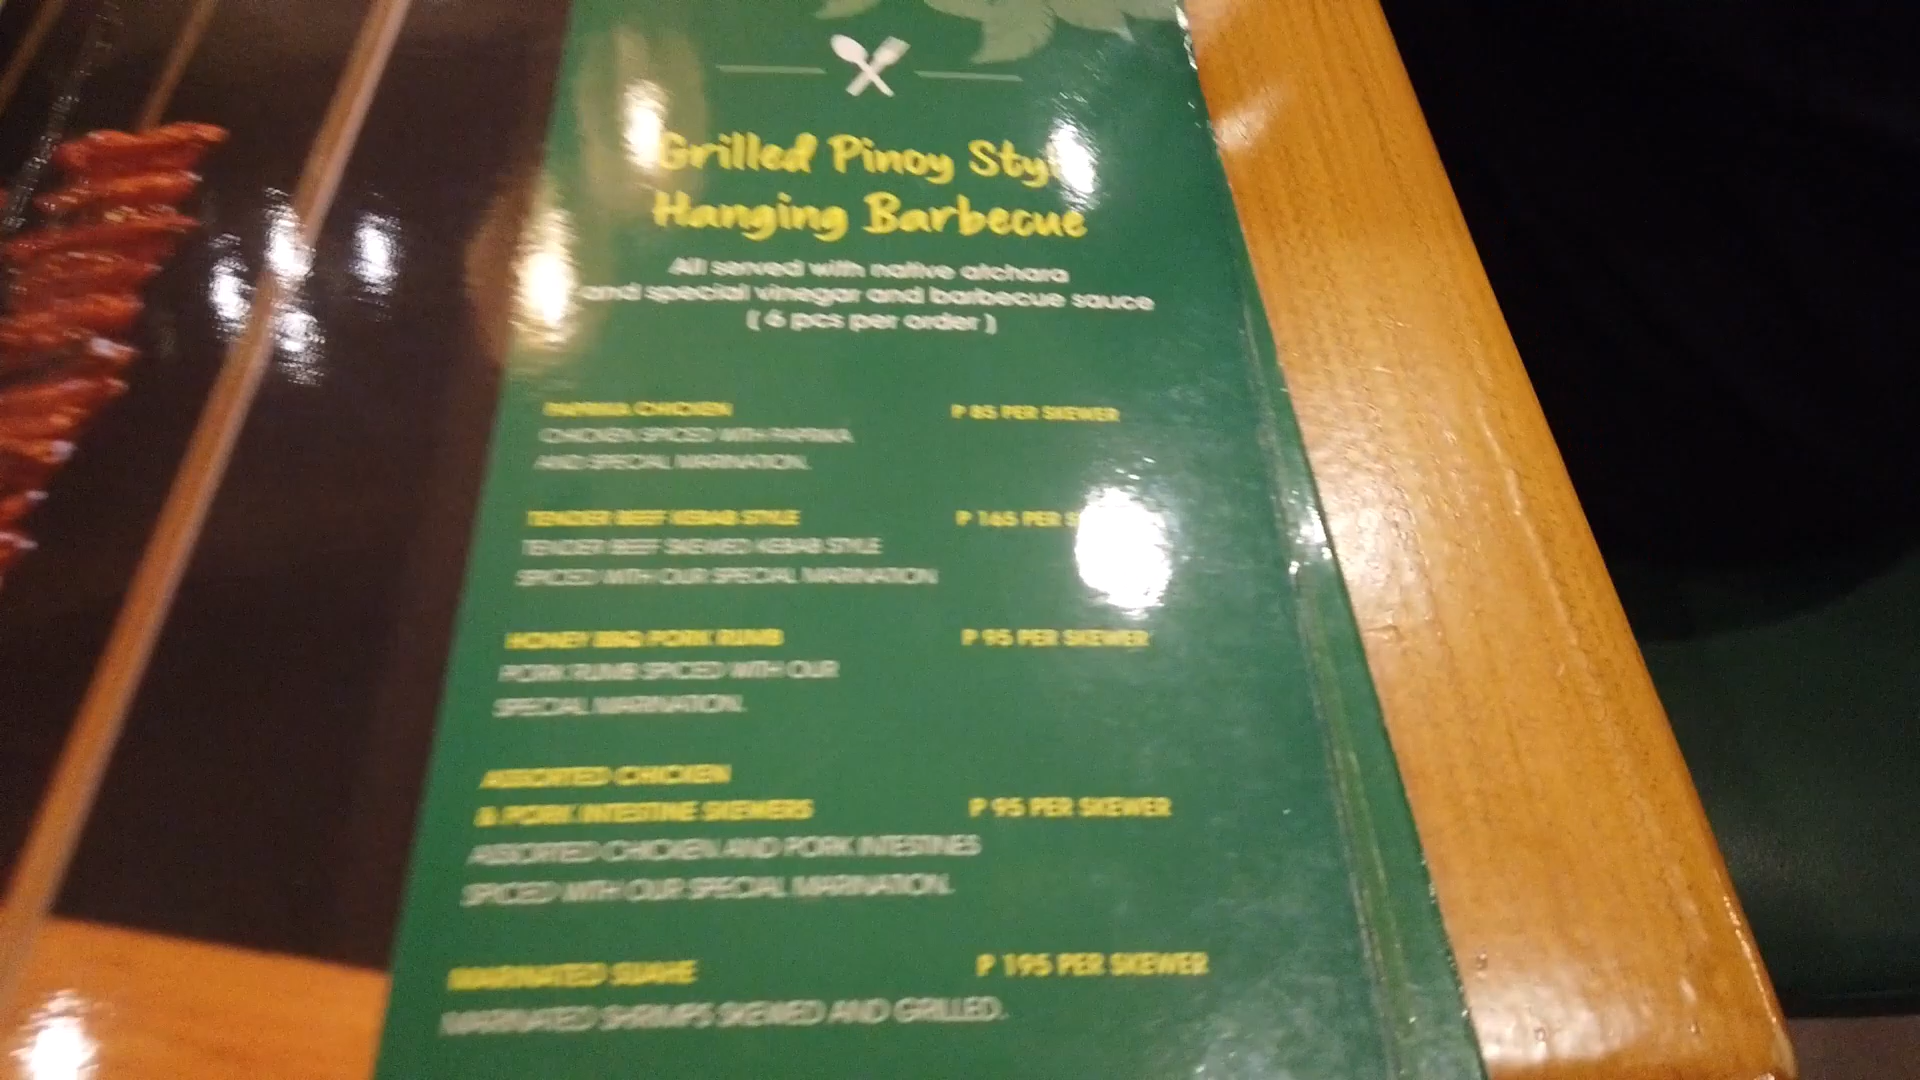 Grilled Pinoy Style
Hanging Barbecue
All served with native atchara
and special vinegar and barbecue sauce
( 6 pcs per order )
PAPRIKA CHICKEN P 85 PER SKEWER
CHICKEN SPICED WITH PAPRIKA
AND SPECIAL MARINATION.
TENDER BEEF KEBAB STYLE P 165 PER
TENDER BEEF SKEWED KEBAB STYLE
SPICED WITH OUR SPECIAL MARINATION
HONEY BBQ PORK RUMB P 95 PER SKEWER
PORK RUMB SPICED WITH OUR
SPECIAL MARINATION.
ASSORTED CHICKEN
& PORK INTESTINE SKEWERS P 95 PER SKEWER
ASSORTED CHICKEN AND PORK INTESTINES
SPICED WITH OUR SPECIAL MARINATION.
MARINATED SUAHE P 195 PER SKEWER
MARINATED SHRIMPS SKEWED AND GRILLED.